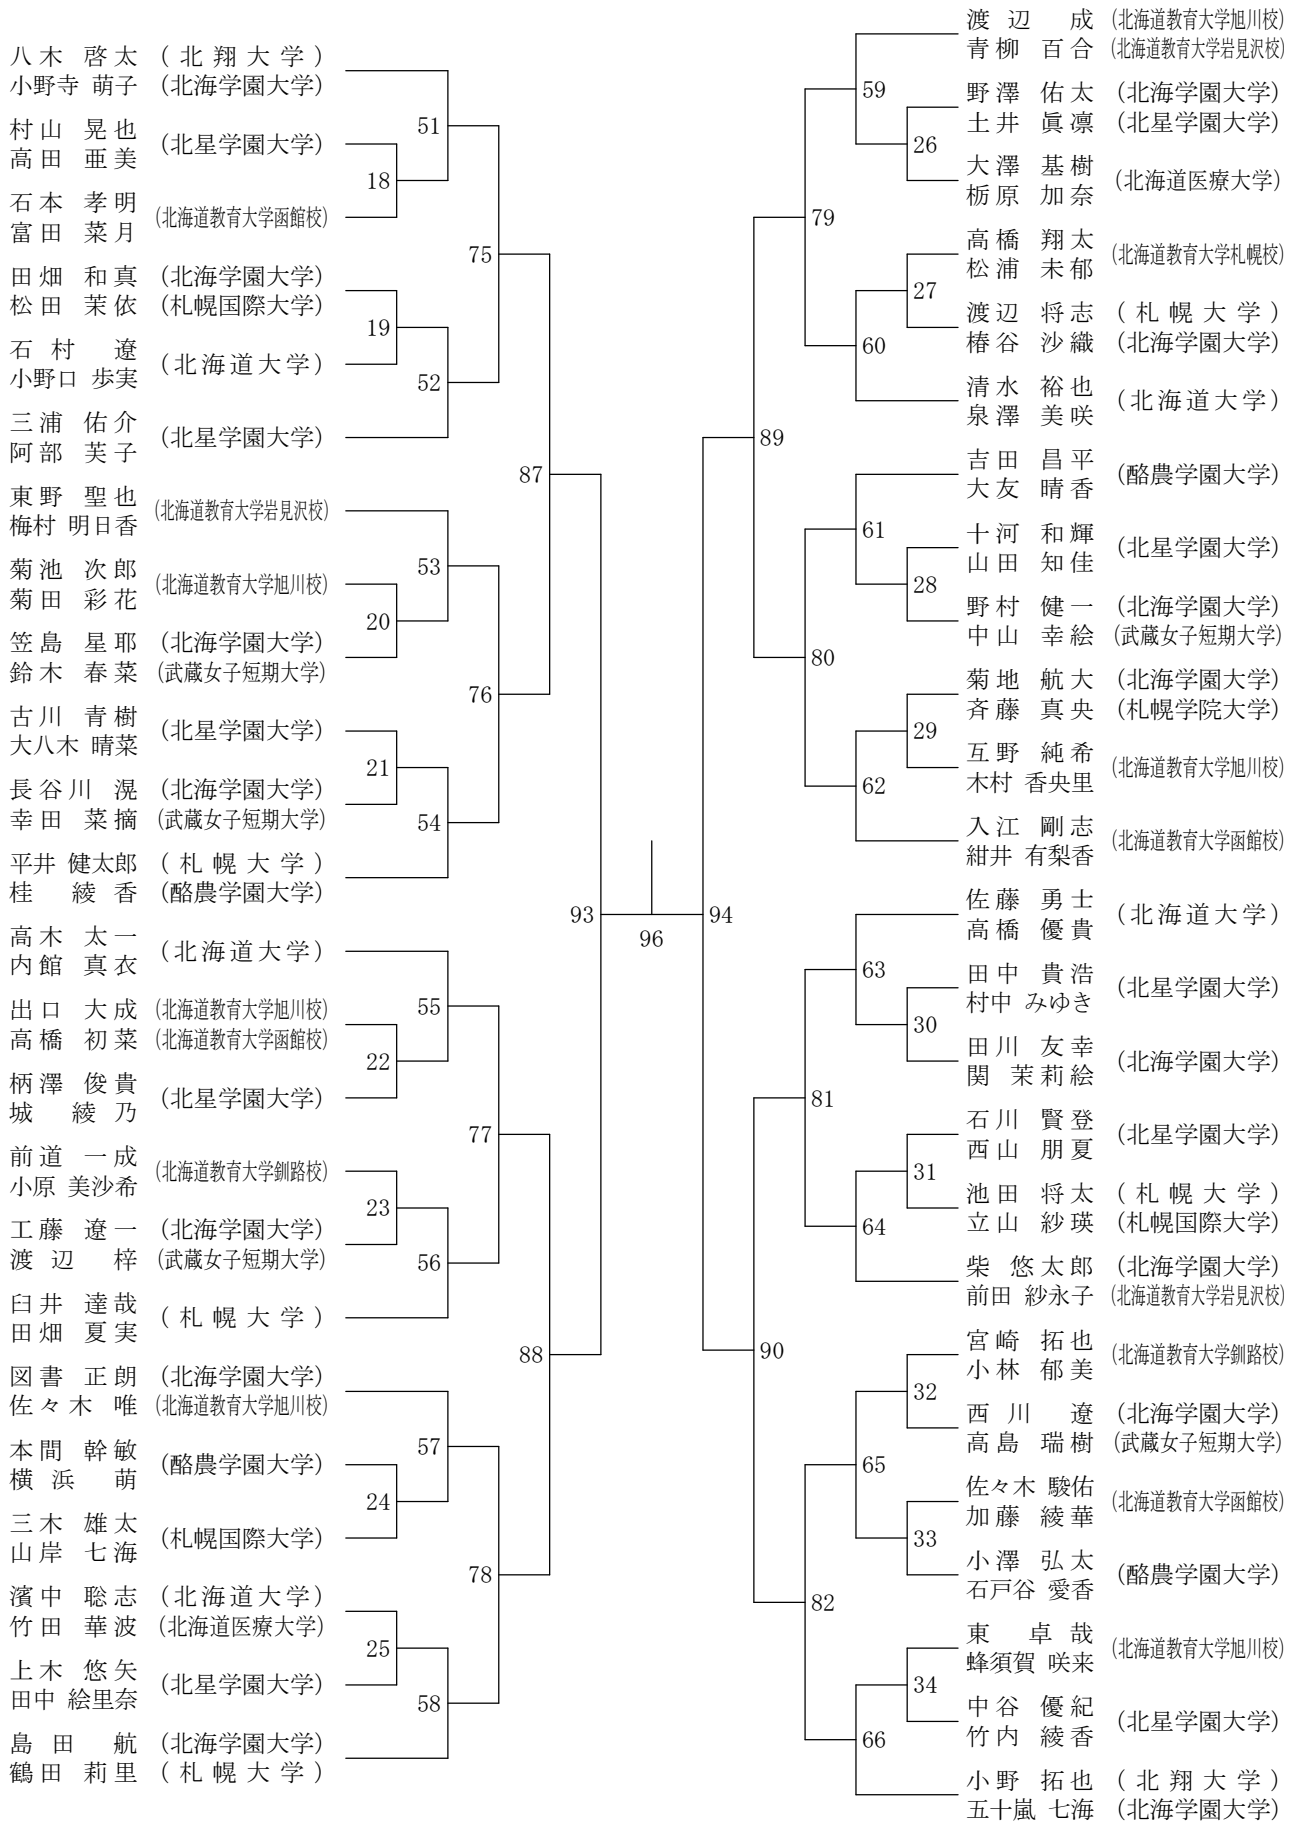 八木 啓太 (北翔大学)
小野寺 萌子 (北海学園大学)
村山 晃也
高田 亜美
(北星学園大学)
石本 孝明
富田 菜月
(北海道教育大学函館校)
田畑 和真 (北海学園大学)
松田 茉依 (札幌国際大学)
石村 遼
小野口 歩実
(北海道大学)
三浦 佑介
阿部 芙子
(北星学園大学)
東野 聖也
梅村 明日香
(北海道教育大学岩見沢校)
菊池 次郎
菊田 彩花
(北海道教育大学旭川校)
笠島 星耶 (北海学園大学)
鈴木 春菜 (武蔵女子短期大学)
古川 青樹
大八木 晴菜
(北星学園大学)
長谷川 滉 (北海学園大学)
幸田 菜摘 (武蔵女子短期大学)
平井 健太郎 (札幌大学)
桂 綾香 (酪農学園大学)
高木 太一
内館 真衣
(北海道大学)
出口 大成 (北海道教育大学旭川校)
高橋 初菜 (北海道教育大学函館校)
柄澤 俊貴
城 綾乃
(北星学園大学)
前道 一成
小原 美沙希
(北海道教育大学釧路校)
工藤 遼一 (北海学園大学)
渡辺 梓 (武蔵女子短期大学)
臼井 達哉
田畑 夏実
(札幌大学)
図書 正朗 (北海学園大学)
佐々木 唯 (北海道教育大学旭川校)
本間 幹敏
横浜 萌
(酪農学園大学)
三木 雄太
山岸 七海
(札幌国際大学)
濱中 聡志 (北海道大学)
竹田 華波 (北海道医療大学)
上木 悠矢
田中 絵里奈
(北星学園大学)
島田 航 (北海学園大学)
鶴田 莉里 (札幌大学)
18
19
20
21
22
23
24
25
51
52
53
54
55
56
57
58
75
76
77
78
87
88
93
96
94
89
90
79
80
81
82
59
60
61
62
63
64
65
66
26
27
28
29
30
31
32
33
34
渡辺 成 (北海道教育大学旭川校)
青柳 百合 (北海道教育大学岩見沢校)
野澤 佑太 (北海学園大学)
土井 眞凛 (北星学園大学)
大澤 基樹
栃原 加奈
(北海道医療大学)
高橋 翔太
松浦 未郁
(北海道教育大学札幌校)
渡辺 将志 (札幌大学)
椿谷 沙織 (北海学園大学)
清水 裕也
泉澤 美咲
(北海道大学)
吉田 昌平
大友 晴香
(酪農学園大学)
十河 和輝
山田 知佳
(北星学園大学)
野村 健一 (北海学園大学)
中山 幸絵 (武蔵女子短期大学)
菊地 航大 (北海学園大学)
斉藤 真央 (札幌学院大学)
互野 純希
木村 香央里
(北海道教育大学旭川校)
入江 剛志
紺井 有梨香
(北海道教育大学函館校)
佐藤 勇士
高橋 優貴
(北海道大学)
田中 貴浩
村中 みゆき
(北星学園大学)
田川 友幸
関 茉莉絵
(北海学園大学)
石川 賢登
西山 朋夏
(北星学園大学)
池田 将太 (札幌大学)
立山 紗瑛 (札幌国際大学)
柴 悠太郎 (北海学園大学)
前田 紗永子 (北海道教育大学岩見沢校)
宮崎 拓也
小林 郁美
(北海道教育大学釧路校)
西川 遼 (北海学園大学)
高島 瑞樹 (武蔵女子短期大学)
佐々木 駿佑
加藤 綾華
(北海道教育大学函館校)
小澤 弘太
石戸谷 愛香
(酪農学園大学)
東 卓哉
蜂須賀 咲来
(北海道教育大学旭川校)
中谷 優紀
竹内 綾香
(北星学園大学)
小野 拓也 (北翔大学)
五十嵐 七海 (北海学園大学)